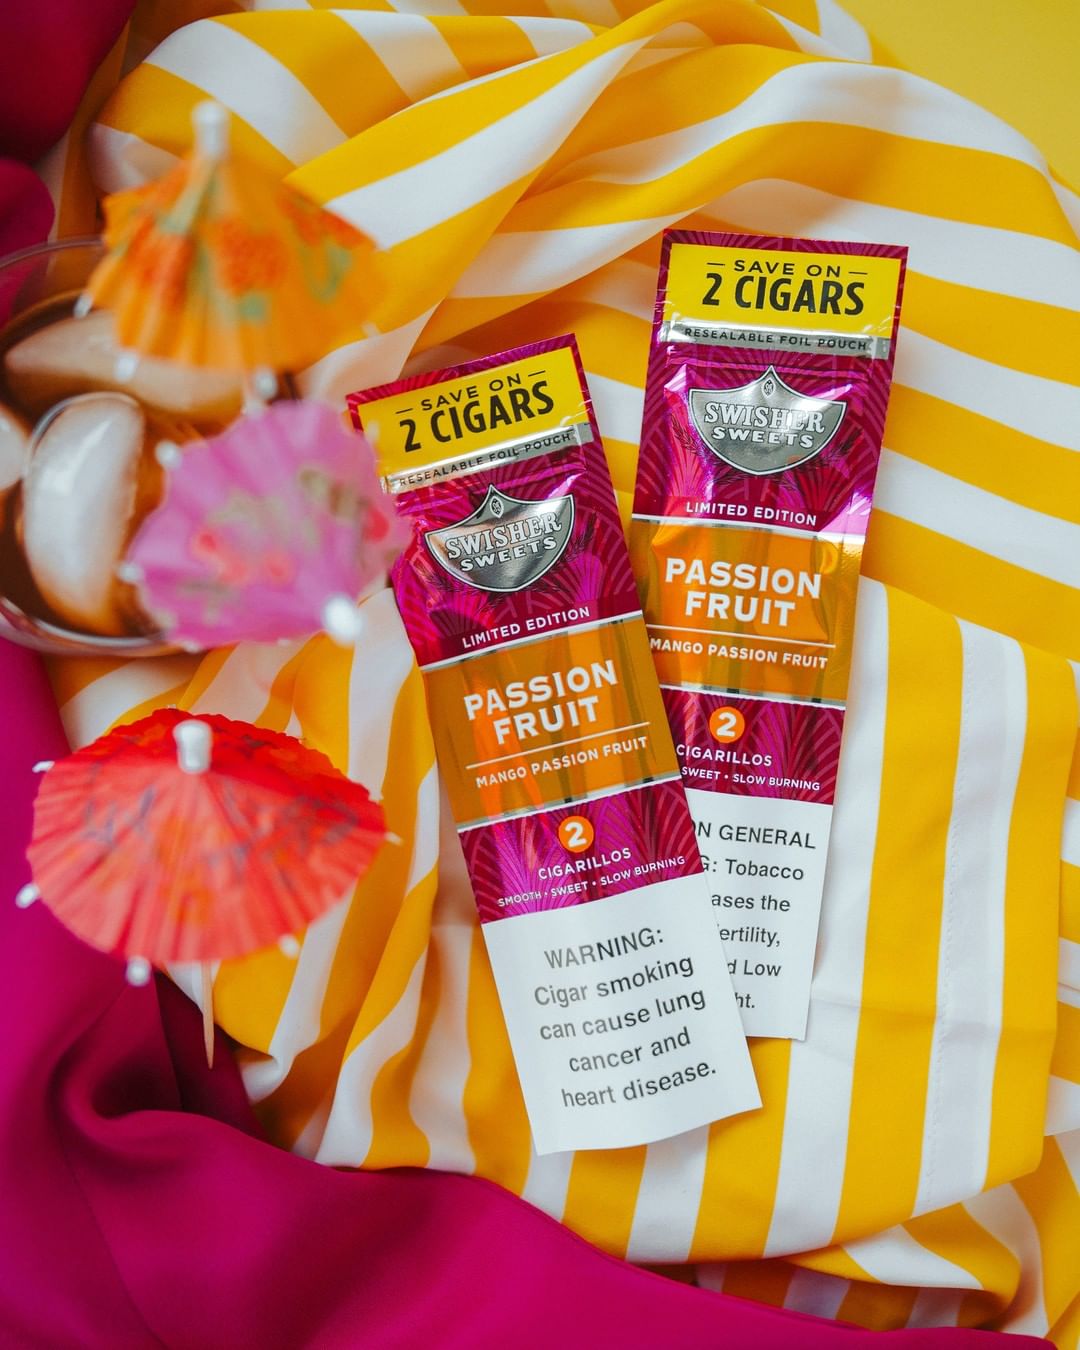 — SAVE ON —
2 CIGARS
RESEALABLE FOIL POUCH
SWISHER
SWEETS
LIMITED EDITION
PASSION
FRUIT
MANGO PASSION FRUIT
2
CIGARILLOS
SMOOTH • SWEET • SLOW BURNING
WARNING:
Cigar smoking
can cause lung
cancer and
heart disease.
— SAVE ON —
2 CIGARS
RESEALABLE FOIL POUCH
SWISHER
SWEETS
LIMITED EDITION
PASSION
FRUIT
MANGO PASSION FRUIT
2
CIGARILLOS
SWEET • SLOW BURNING
GENERAL
Tobacco
the
Low